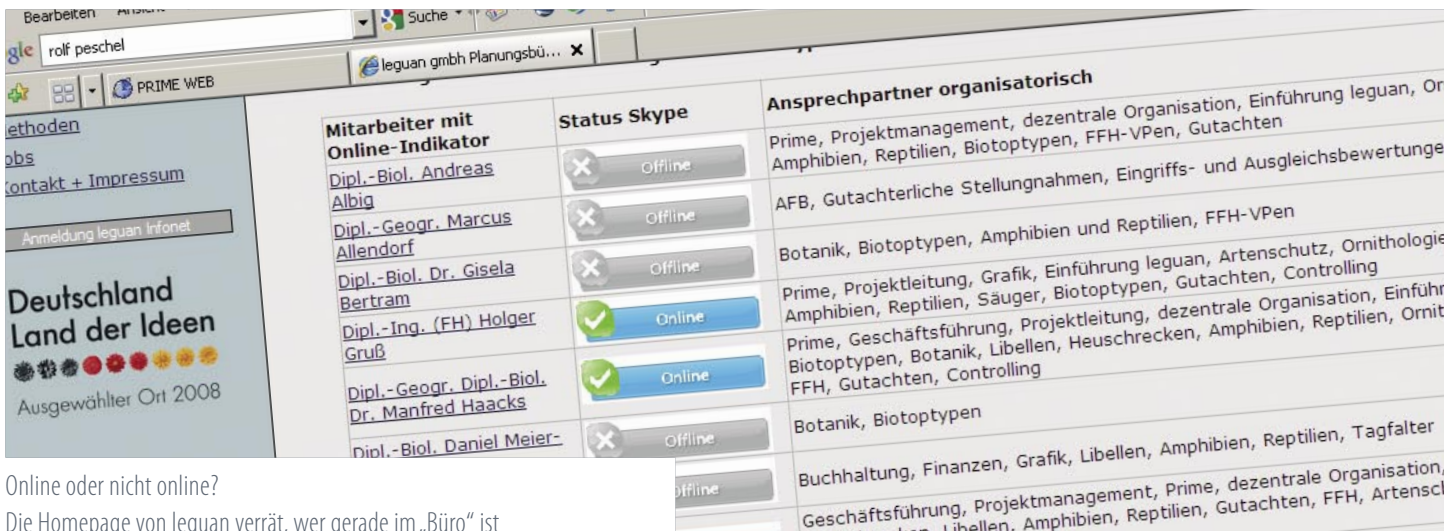 Bearbeiten
Suche
gle rolf peschel
PRIME WEB
leguan gmbh Planungsbü...
ethoden
obs
Kontakt + Impressum
Anmeldung leguan Infonet
Deutschland
Land der Ideen
Ausgewählter Ort 2008
Mitarbeiter mit
Online-Indikator
Status Skype
Ansprechpartner organisatorisch
Dipl.-Biol. Andreas
Albig
Offline
Prime, Projektmanagement, dezentrale Organisation, Einführung leguan, Or
Amphibien, Reptilien, Biotoptypen, FFH-VPen, Gutachten
Dipl.-Geogr. Marcus
Allendorf
Offline
AFB, Gutachterliche Stellungnahmen, Eingriffs- und Ausgleichsbewertunge
Dipl.-Biol. Dr. Gisela
Bertram
Offline
Botanik, Biotoptypen, Amphibien und Reptilien, FFH-VPen
Dipl.-Ing. (FH) Holger
Gruß
Online
Prime, Projektleitung, Grafik, Einführung leguan, Artenschutz, Ornithologie
Amphibien, Reptilien, Säuger, Biotoptypen, Gutachten, Controlling
Dipl.-Geogr. Dipl.-Biol.
Dr. Manfred Haacks
Online
Prime, Geschäftsführung, Projektleitung, dezentrale Organisation, Einführ
Biotoptypen, Botanik, Libellen, Heuschrecken, Amphibien, Reptilien, Ornit
FFH, Gutachten, Controlling
Dipl.-Biol. Daniel Meier-
Offline
Botanik, Biotoptypen
Offline
Buchhaltung, Finanzen, Grafik, Libellen, Amphibien, Reptilien, Tagfalter
Geschäftsführung, Projektmanagement, Prime, dezentrale Organisation,
Libellen, Amphibien, Reptilien, Gutachten, FFH, Artensc
Online oder nicht online?
Die Homepage von leguan verrät, wer gerade im „Büro“ ist